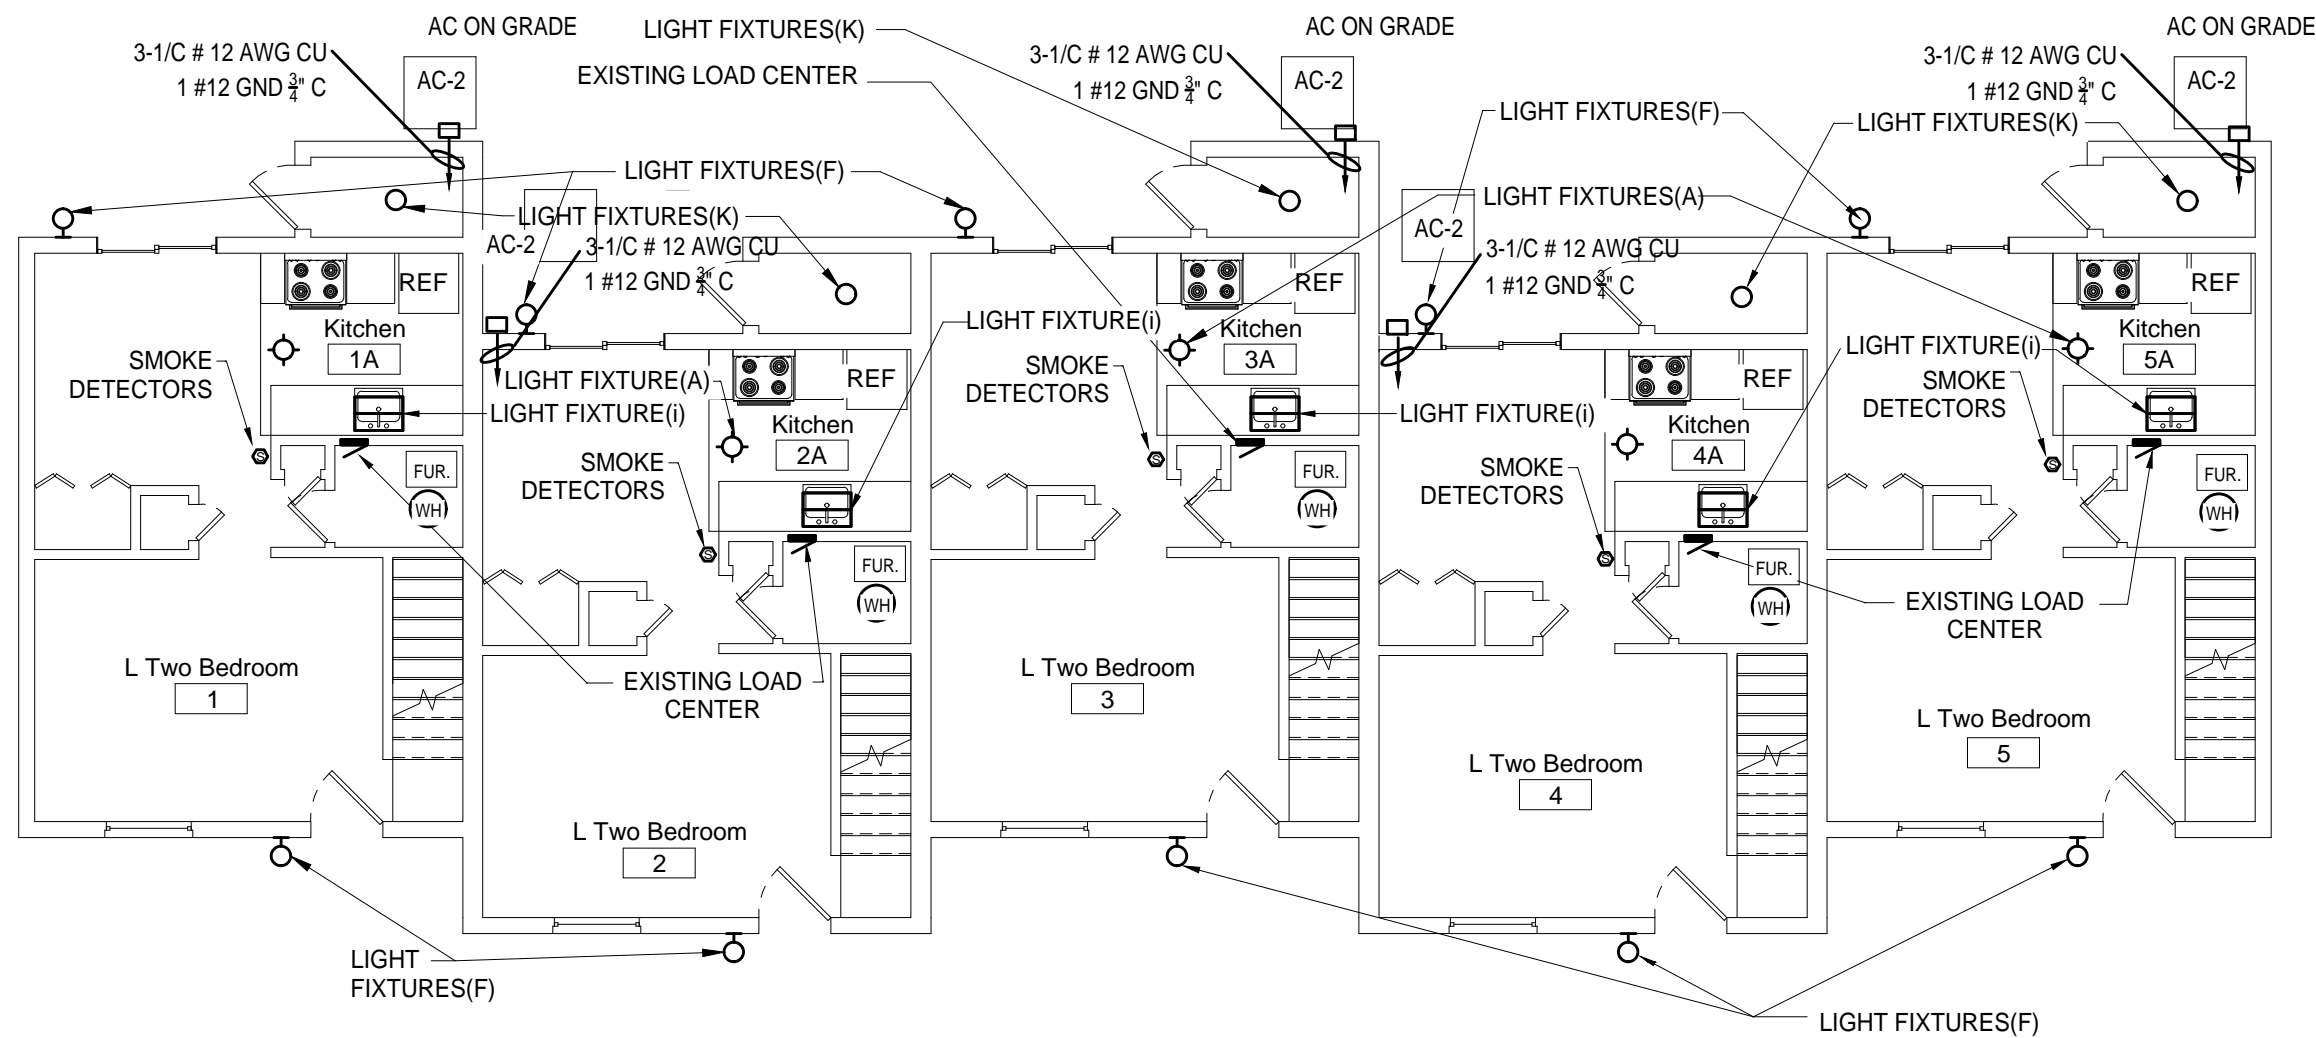 AC ON GRADE
LIGHT FIXTURES(K)
AC ON GRADE
AC ON GRADE
3-1/C # 12 AWG CU
1 #12 GND 3/4" C
AC-2
EXISTING LOAD CENTER
3-1/C # 12 AWG CU
1 #12 GND 3/4" C
AC-2
3-1/C # 12 AWG CU
1 #12 GND 3/4" C
AC-2
LIGHT FIXTURES(F)
LIGHT FIXTURES(K)
LIGHT FIXTURES(F)
LIGHT FIXTURES(A)
LIGHT FIXTURES(K)
AC-2
3-1/C # 12 AWG CU
1 #12 GND 3/4" C
AC-2
3-1/C # 12 AWG CU
1 #12 GND 3/4" C
REF
REF
REF
Kitchen
1A
LIGHT FIXTURE(i)
Kitchen
3A
LIGHT FIXTURE(i)
Kitchen
5A
SMOKE
DETECTORS
LIGHT FIXTURE(A)
LIGHT FIXTURE(i)
REF
SMOKE
DETECTORS
LIGHT FIXTURE(i)
REF
SMOKE
DETECTORS
Kitchen
2A
Kitchen
4A
S
FUR.
WH
SMOKE
DETECTORS
S
FUR.
WH
SMOKE
DETECTORS
S
FUR.
WH
S
FUR.
WH
S
FUR.
WH
EXISTING LOAD
CENTER
L Two Bedroom
1
EXISTING LOAD
CENTER
L Two Bedroom
3
L Two Bedroom
5
L Two Bedroom
4
L Two Bedroom
2
LIGHT
FIXTURES(F)
LIGHT FIXTURES(F)